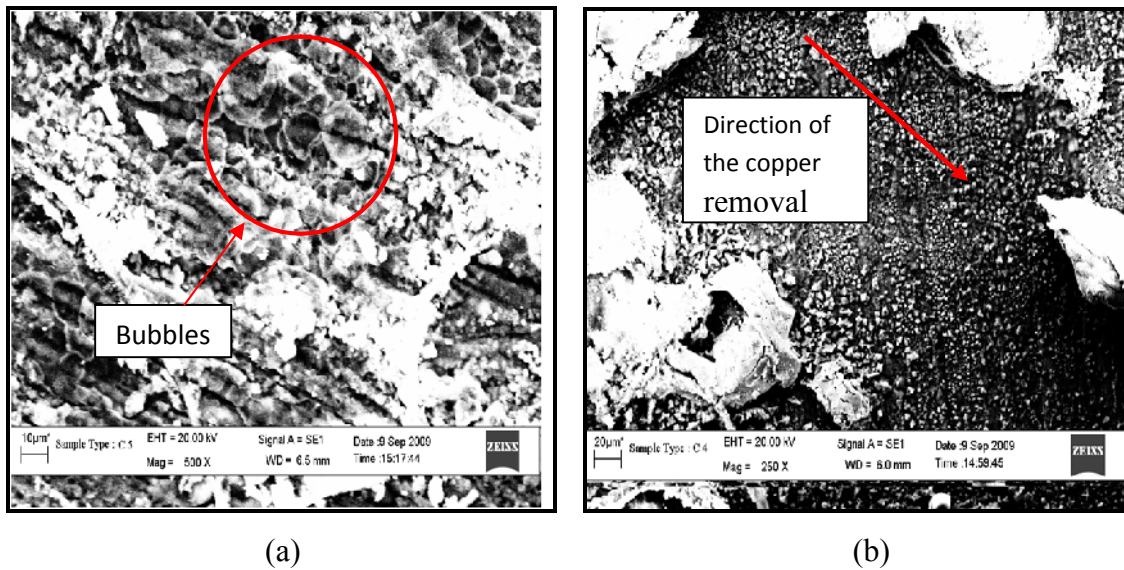 Bubbles
10µm*
Sample Type : C 5
EHT = 20.00 kV
Signal A = SE1
Date :9 Sep 2009
Mag = 500 X
WD = 6.5 mm
Time :15:17:44
ZEISS
(a)
Direction of
the copper
removal
20µm*
Sample Type : C 4
EHT = 20.00 kV
Signal A = SE1
Date :9 Sep 2009
Mag = 250 X
WD = 6.0 mm
Time :14:59:45
ZEISS
(b)